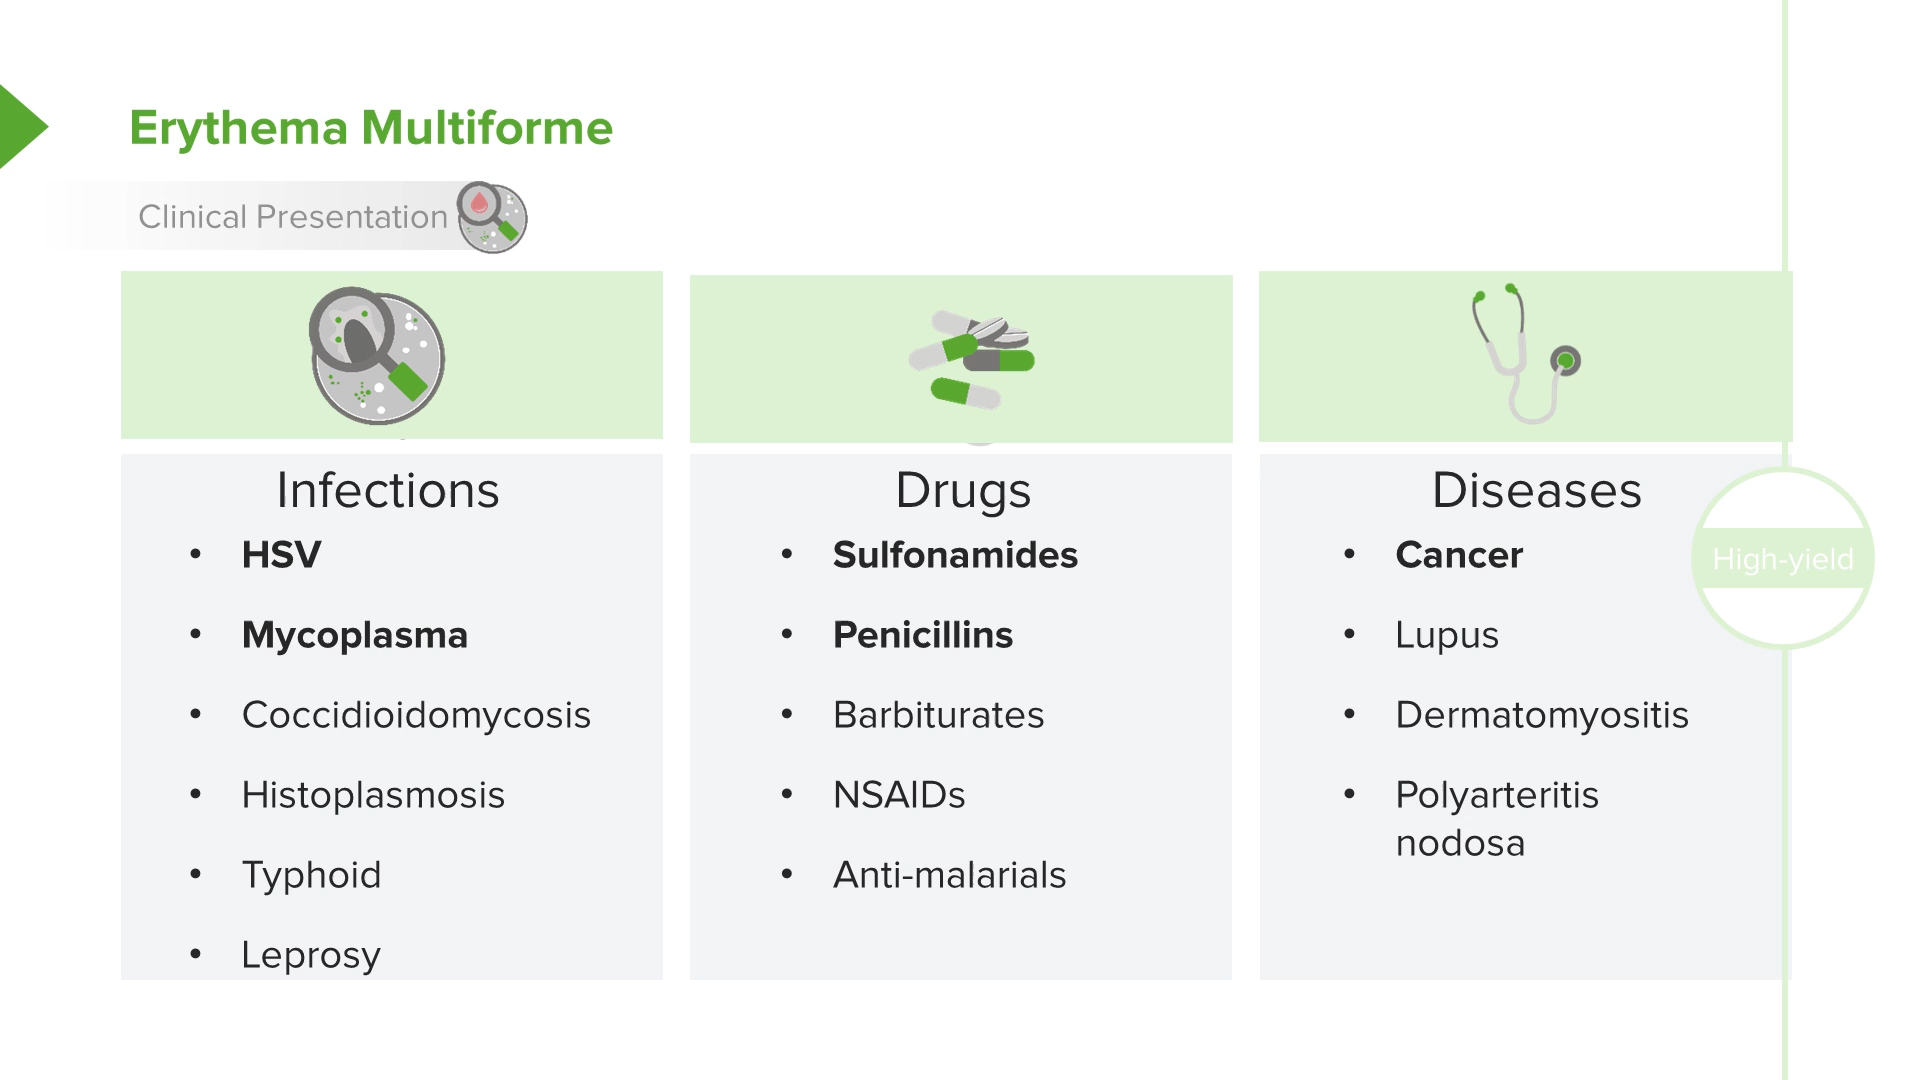 Erythema Multiforme
Clinical Presentation
Infections
• HSV
• Mycoplasma
• Coccidioidomycosis
• Histoplasmosis
• Typhoid
• Leprosy
Drugs
• Sulfonamides
• Penicillins
• Barbiturates
• NSAIDs
• Anti-malarials
Diseases
• Cancer
• Lupus
• Dermatomyositis
• Polyarteritis
nodosa
High-yield